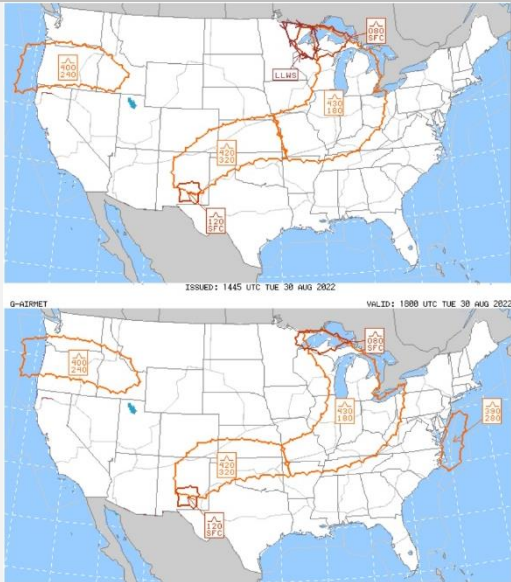 080
SFC
400
240
LLWS
430
180
420
320
120
SFC
ISSUED: 1445 UTC TUE 30 AUG 2022
G-AIRMET VALID: 1800 UTC TUE 30 AUG 2022
080
SFC
400
240
430
180
390
280
420
320
120
SFC